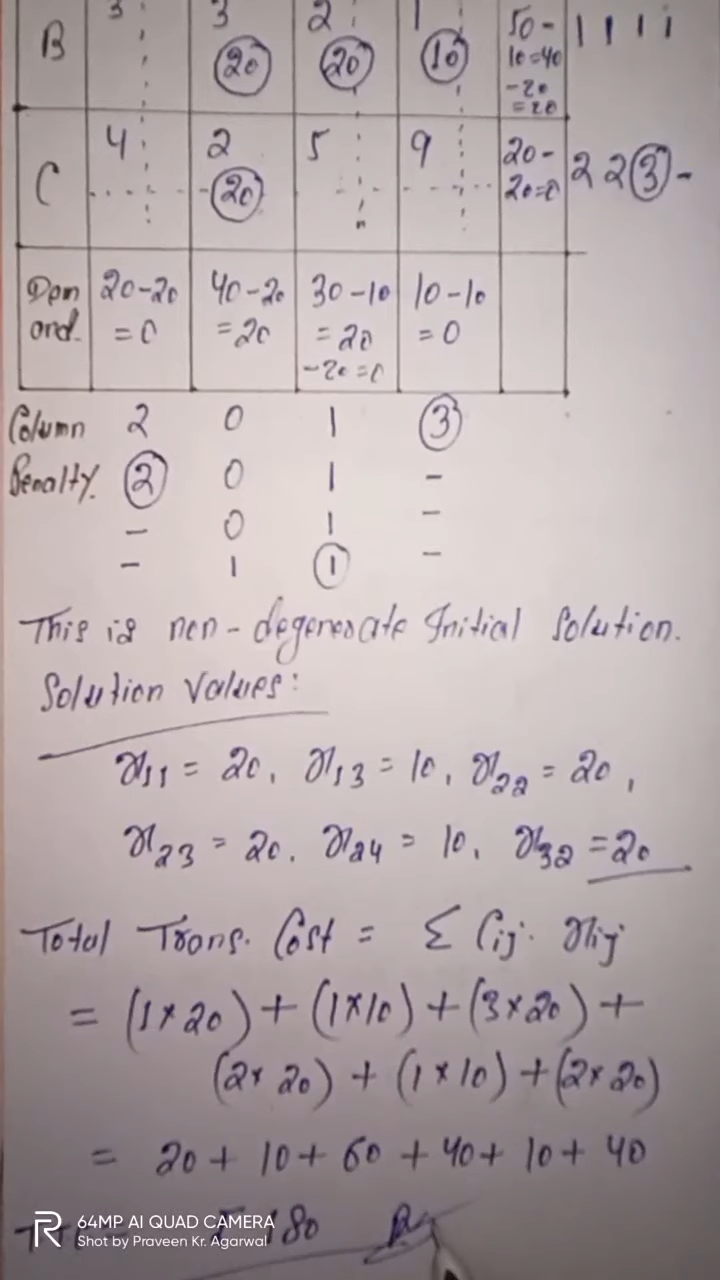 B 3 3 2 1 50- 1 1 1 1
20 20 10 10=40
-20
=20
C 4 2 5 9 20- 2 2 3 -
20 20=0
Dem 20-20 40-20 30-10 10-10
and. = 0 = 20 = 20 = 0
-20=0
Column 2 0 1 3
Penalty. 2 0 1 -
- 0 1 -
- 1 1 -
This is non-degenerate Initial Solution.
Solution Values:
x11 = 20, x13 = 10, x22 = 20,
x23 = 20, x24 = 10, x32 = 20
Total Trans. Cost = Σ Cij. xij
= (1×20) + (1×10) + (3×20) +
(2×20) + (1×10) + (2×20)
= 20 + 10 + 60 + 40 + 10 + 40
180
64MP AI QUAD CAMERA
Shot by Praveen Kr. Agarwal